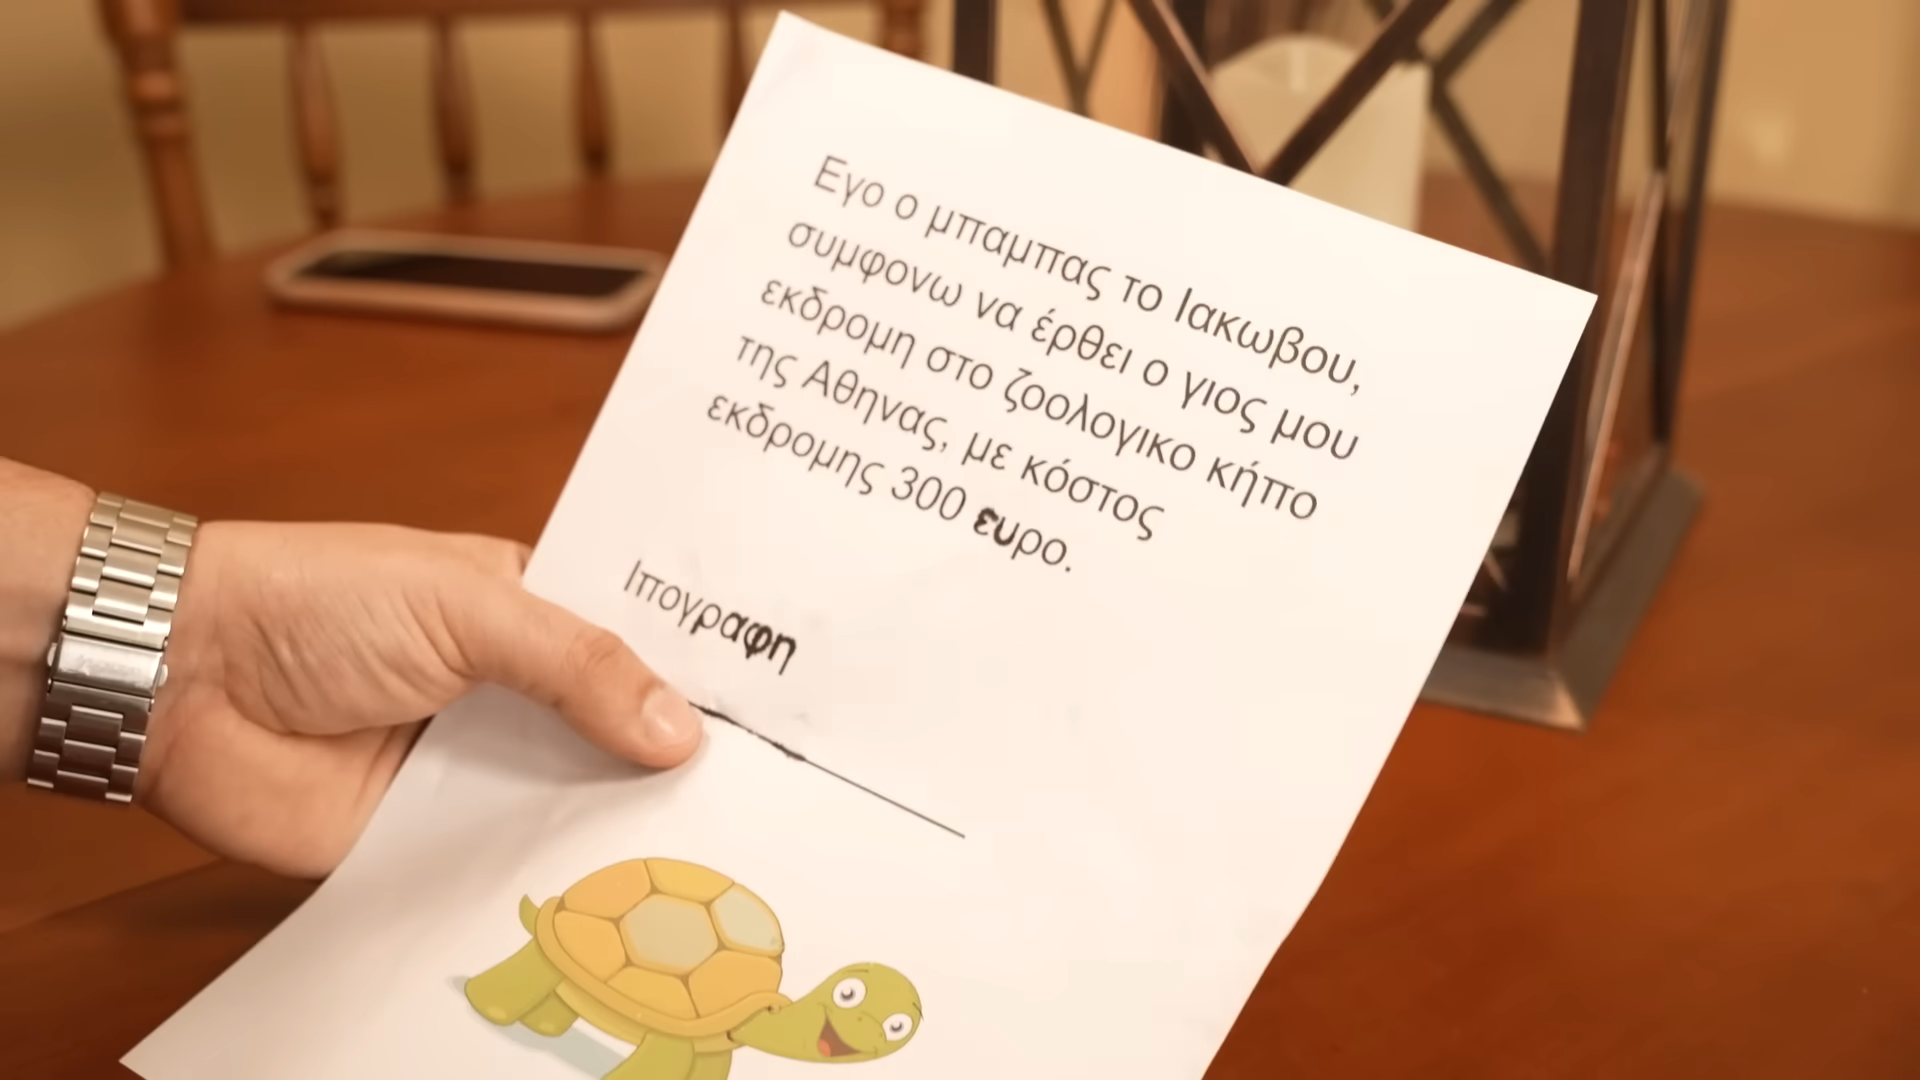 Εγο ο μπαμπας το Ιακωβου,
συμφονω να έρθει ο γιος μου
εκδρομη στο ζοολογικο κήπο
της Αθηνας, με κόστος
εκδρομης 300 ευρο.
Ιπογραφη